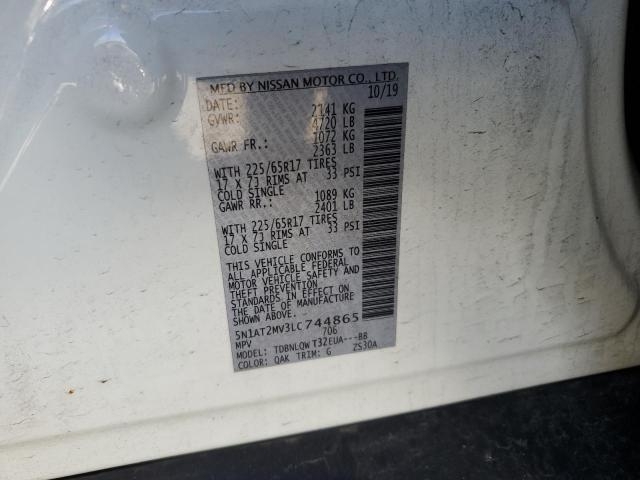 MFD BY NISSAN MOTOR CO., LTD.
DATE: 10/19
GVWR: 2141 KG
4720 LB
GAWR FR.: 1072 KG
2363 LB
WITH 225/65R17 TIRES
17 X 7J RIMS AT 33 PSI
COLD SINGLE
GAWR RR.: 1089 KG
2401 LB
WITH 225/65R17 TIRES
17 X 7J RIMS AT 33 PSI
COLD SINGLE
THIS VEHICLE CONFORMS TO
ALL APPLICABLE FEDERAL
MOTOR VEHICLE SAFETY AND
THEFT PREVENTION
STANDARDS IN EFFECT ON
THE DATE OF MANUFACTURE
SHOWN ABOVE.
5N1AT2MV3LC744865
MPV 706
MODEL: TDBNLQW T32EUA---BB
COLOR: QAK TRIM: G ZS30A